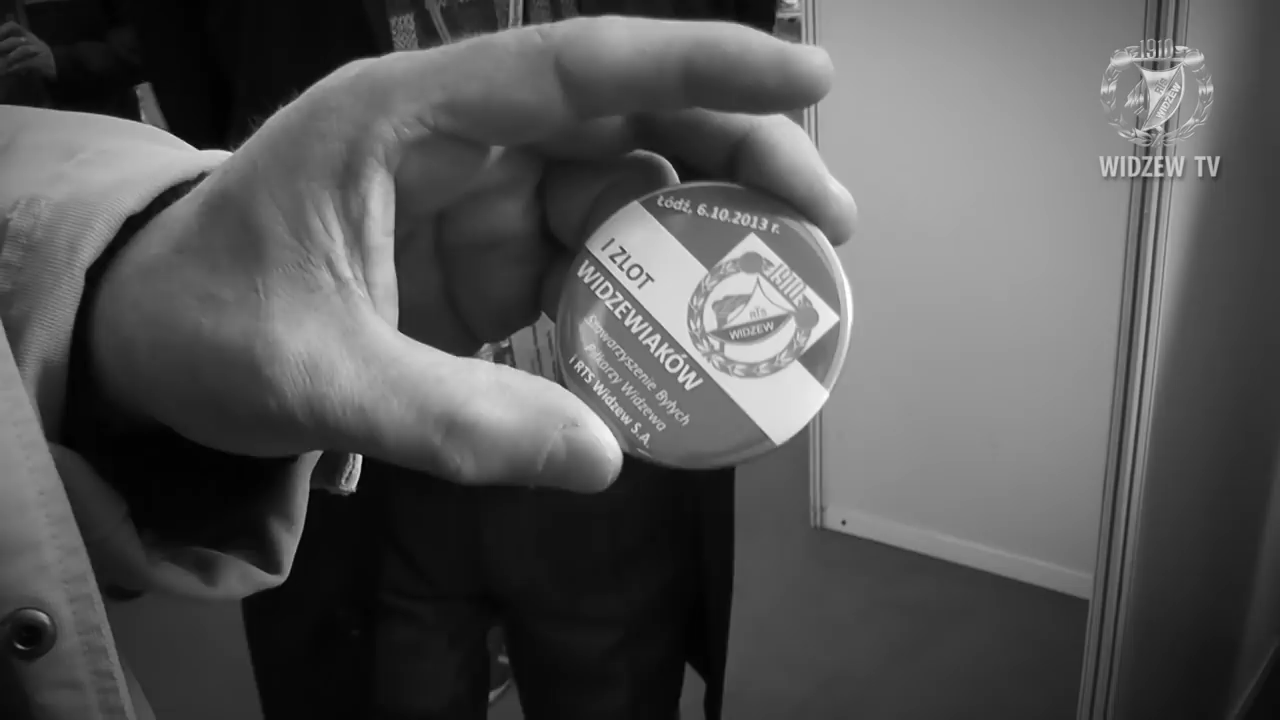 1910
RTS
WIDZEW
WIDZEW TV
Łódź, 6.10.2013 r.
I ZLOT
WIDZEWIAKÓW
Stowarzyszenie Byłych
Piłkarzy Widzewa
I RTS Widzew S.A.
1910
RTS
WIDZEW